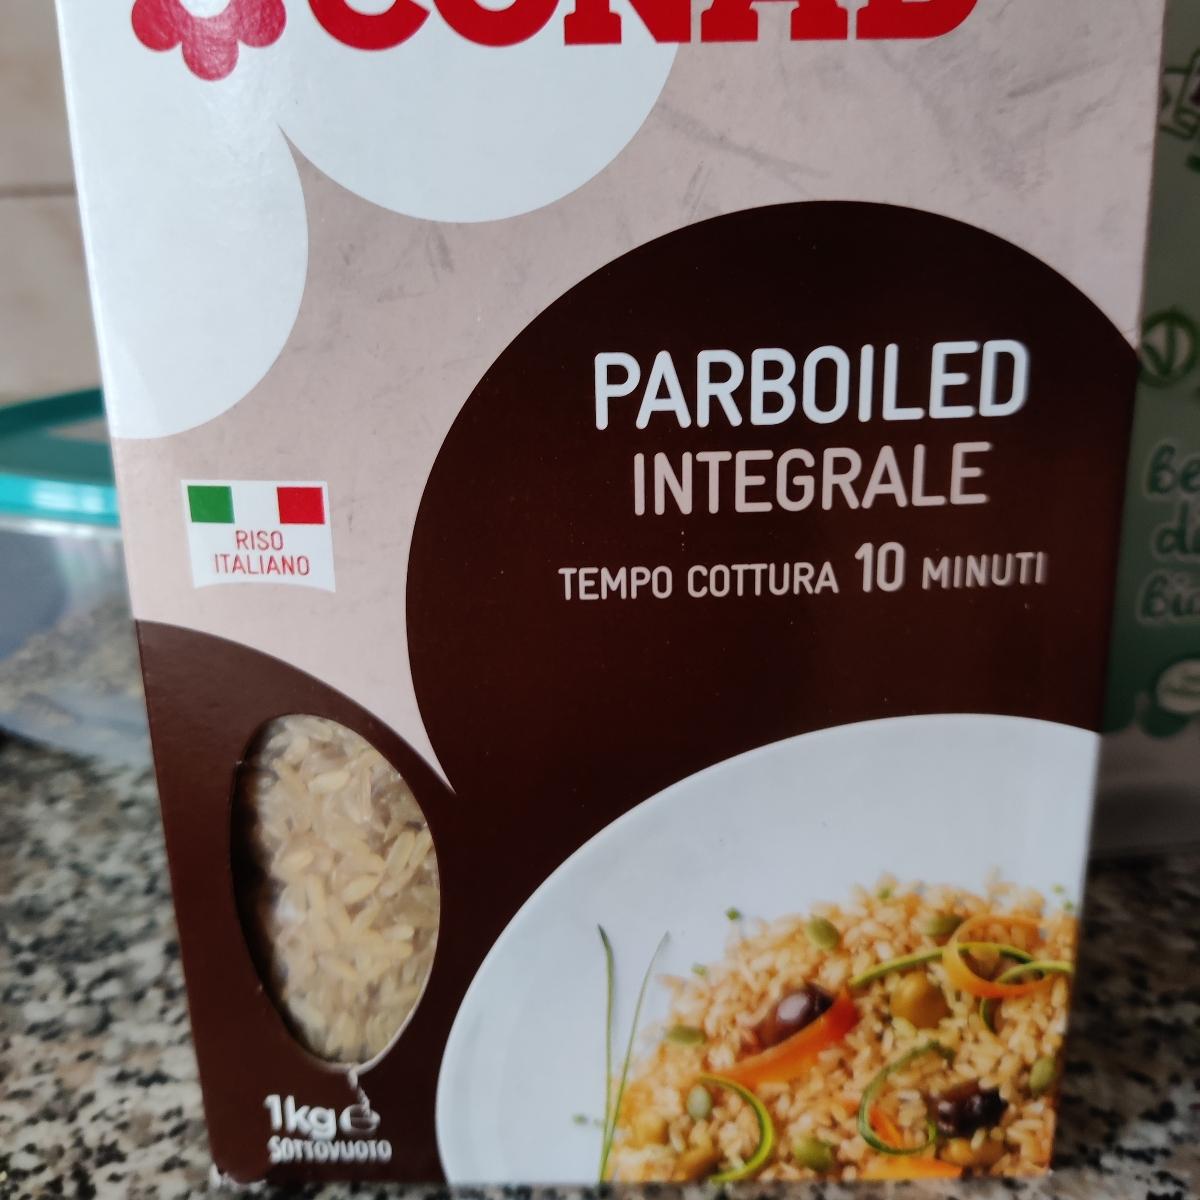 CONAD
PARBOILED
INTEGRALE
TEMPO COTTURA 10 MINUTI
RISO
ITALIANO
1kg
SOTTOVUOTO